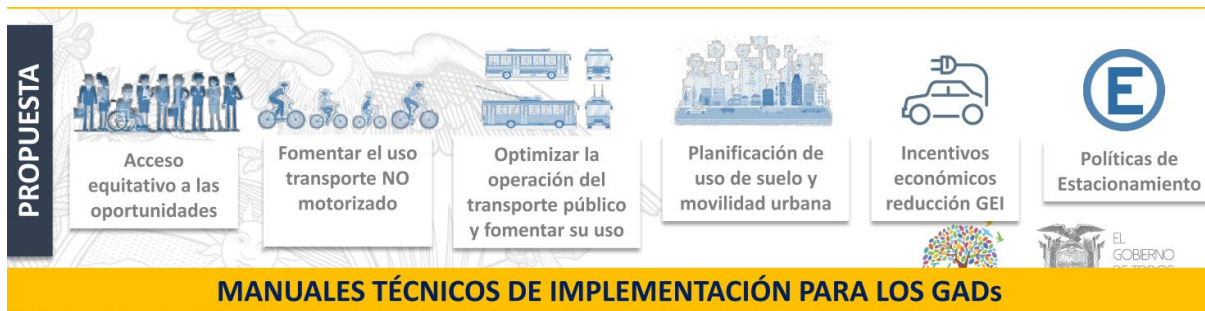 PROPUESTA
Acceso
equitativo a las
oportunidades
Fomentar el uso
transporte NO
motorizado
Optimizar la
operación del
transporte público
y fomentar su uso
Planificación de
uso de suelo y
movilidad urbana
Incentivos
económicos
reducción GEI
E
Políticas de
Estacionamiento
EL
GOBIERNO
MANUALES TÉCNICOS DE IMPLEMENTACIÓN PARA LOS GADs